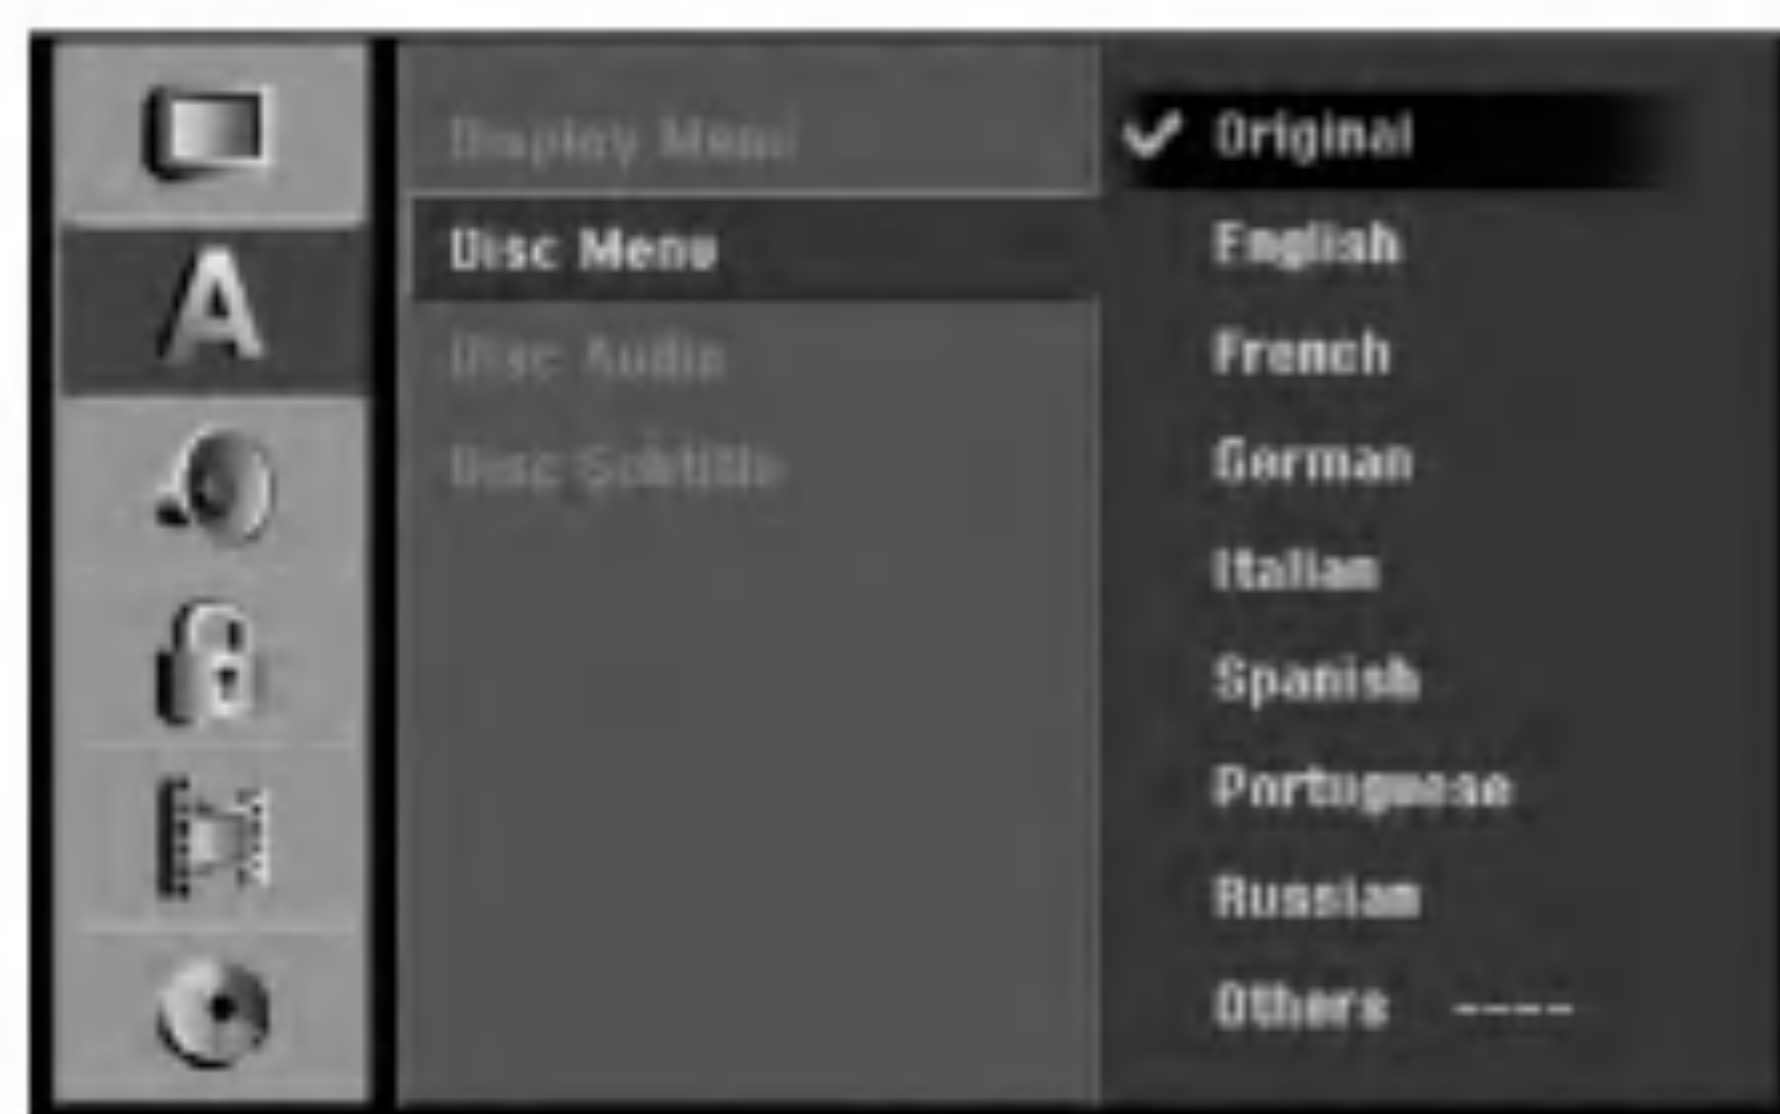 A
Display Menu
Disc Menu
Disc Audio
Disc Subtitle
Original
English
French
German
Italian
Spanish
Portuguese
Russian
Others ----